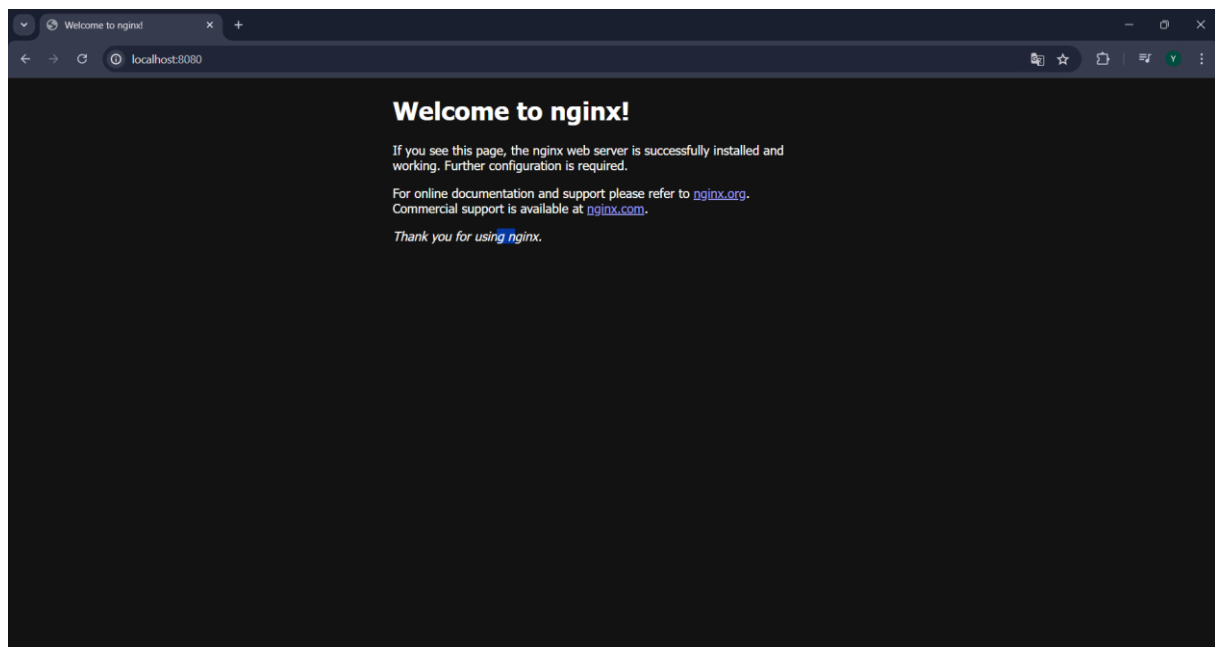 Welcome to nginx!
localhost:8080
Y
Welcome to nginx!
If you see this page, the nginx web server is successfully installed and
working. Further configuration is required.
For online documentation and support please refer to nginx.org.
Commercial support is available at nginx.com.
Thank you for using nginx.